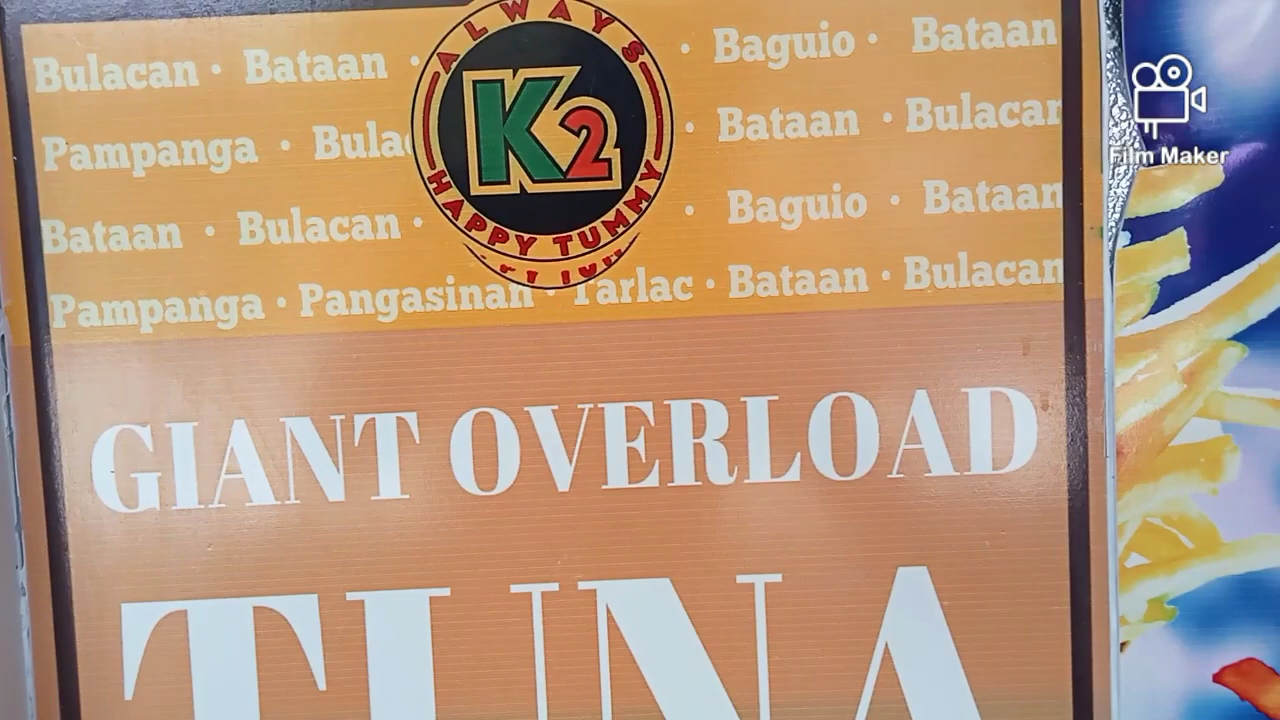 ALWAYS
K2
HAPPY TUMMY
Bulacan · Bataan · · Baguio · Bataan
Pampanga · Bulac · Bataan · Bulacan
Bataan · Bulacan · · Baguio · Bataan
Pampanga · Pangasinan · Tarlac · Bataan · Bulacan
GIANT OVERLOAD
TUNA
Film Maker